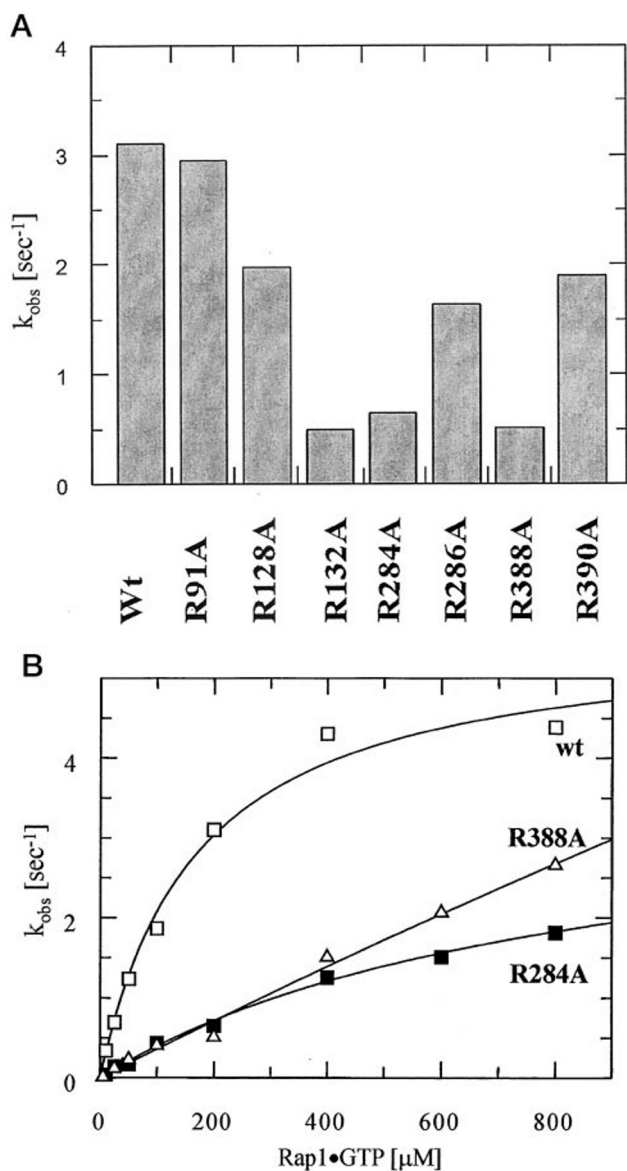 A
4
3
2
1
0
k_obs [sec⁻¹]
Wt
R91A
R128A
R132A
R284A
R286A
R388A
R390A
B
4
2
0
k_obs [sec⁻¹]
wt
R388A
R284A
0 200 400 600 800
Rap1•GTP [µM]